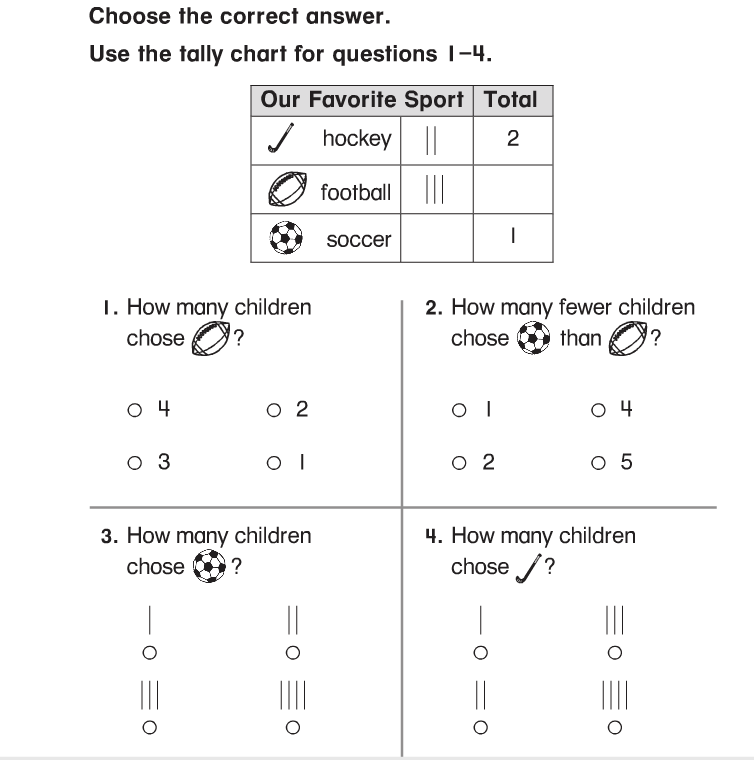 Choose the correct answer.
Use the tally chart for questions 1–4.
Our Favorite Sport Total
hockey || 2
football |||
soccer 1
1. How many children
chose ?
4 2
3 1
2. How many fewer children
chose than ?
1 4
2 5
3. How many children
chose ?
| ||
||| ||||
4. How many children
chose ?
| |||
|| ||||